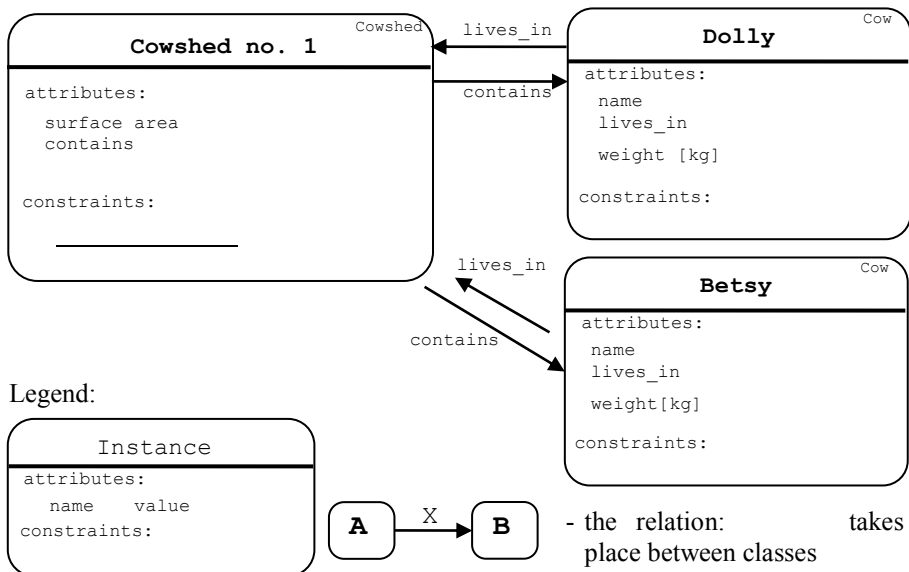 Cowshed
Cowshed no. 1
attributes:
surface area
contains
constraints:
lives_in
contains
Cow
Dolly
attributes:
name
lives_in
weight [kg]
constraints:
lives_in
contains
Cow
Betsy
attributes:
name
lives_in
weight[kg]
constraints:
Legend:
Instance
attributes:
name value
constraints:
A X B
- the relation: takes
place between classes